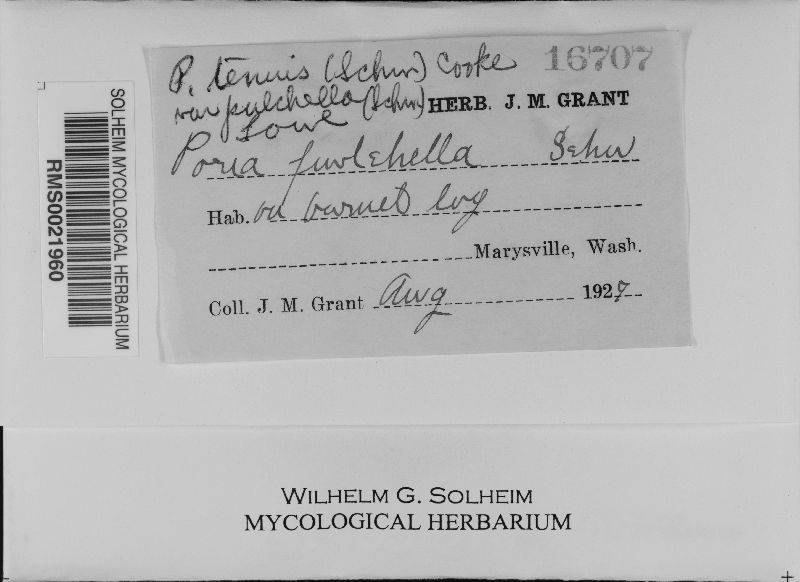 P. tenuis (Schw) Cooke 16707
var pulchella (Schw) HERB. J. M. GRANT
Lowe
Poria pulchella Schw
Hab. on burnt log
Marysville, Wash.
Coll. J. M. Grant Aug 1927
SOLHEIM MYCOLOGICAL HERBARIUM
RMS0021960
WILHELM G. SOLHEIM
MYCOLOGICAL HERBARIUM